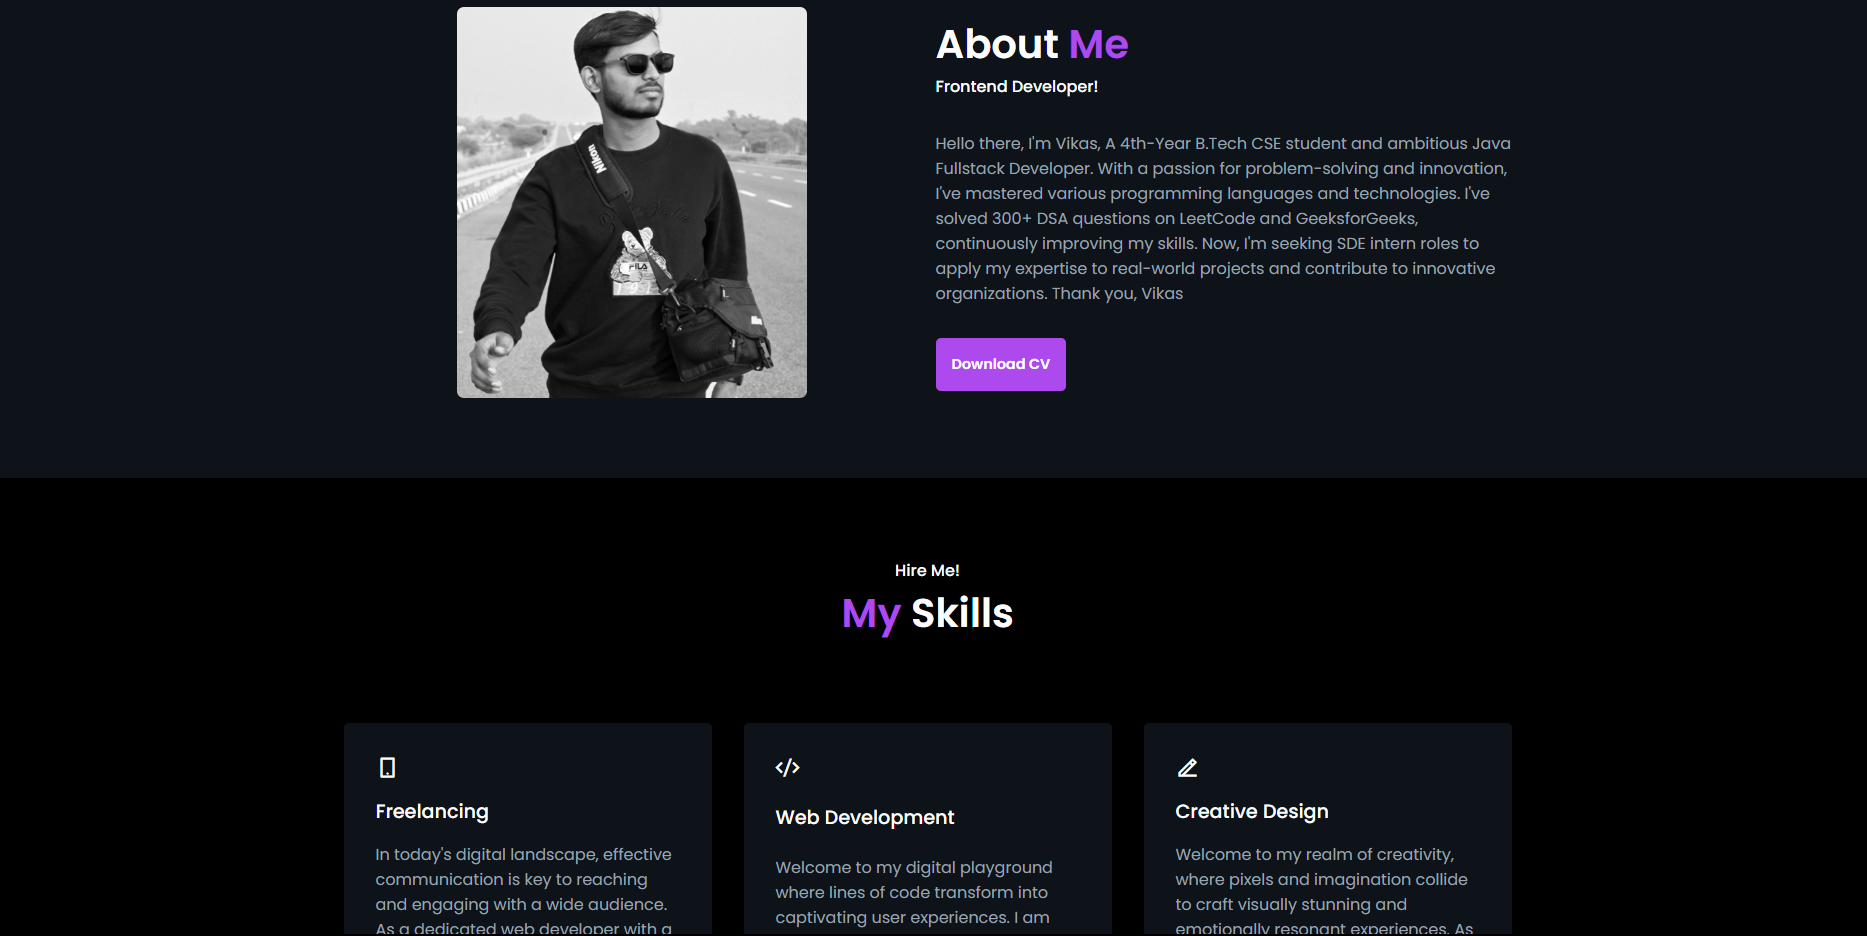 About Me
Frontend Developer!
Hello there, I'm Vikas, A 4th-Year B.Tech CSE student and ambitious Java
Fullstack Developer. With a passion for problem-solving and innovation,
I've mastered various programming languages and technologies. I've
solved 300+ DSA questions on LeetCode and GeeksforGeeks,
continuously improving my skills. Now, I'm seeking SDE intern roles to
apply my expertise to real-world projects and contribute to innovative
organizations. Thank you, Vikas
Download CV
Nikon
FILA
Hire Me!
My Skills
Freelancing
In today's digital landscape, effective
communication is key to reaching
and engaging with a wide audience.
As a dedicated web developer with a
Web Development
Welcome to my digital playground
where lines of code transform into
captivating user experiences. I am
Creative Design
Welcome to my realm of creativity,
where pixels and imagination collide
to craft visually stunning and
emotionally resonant experiences. As